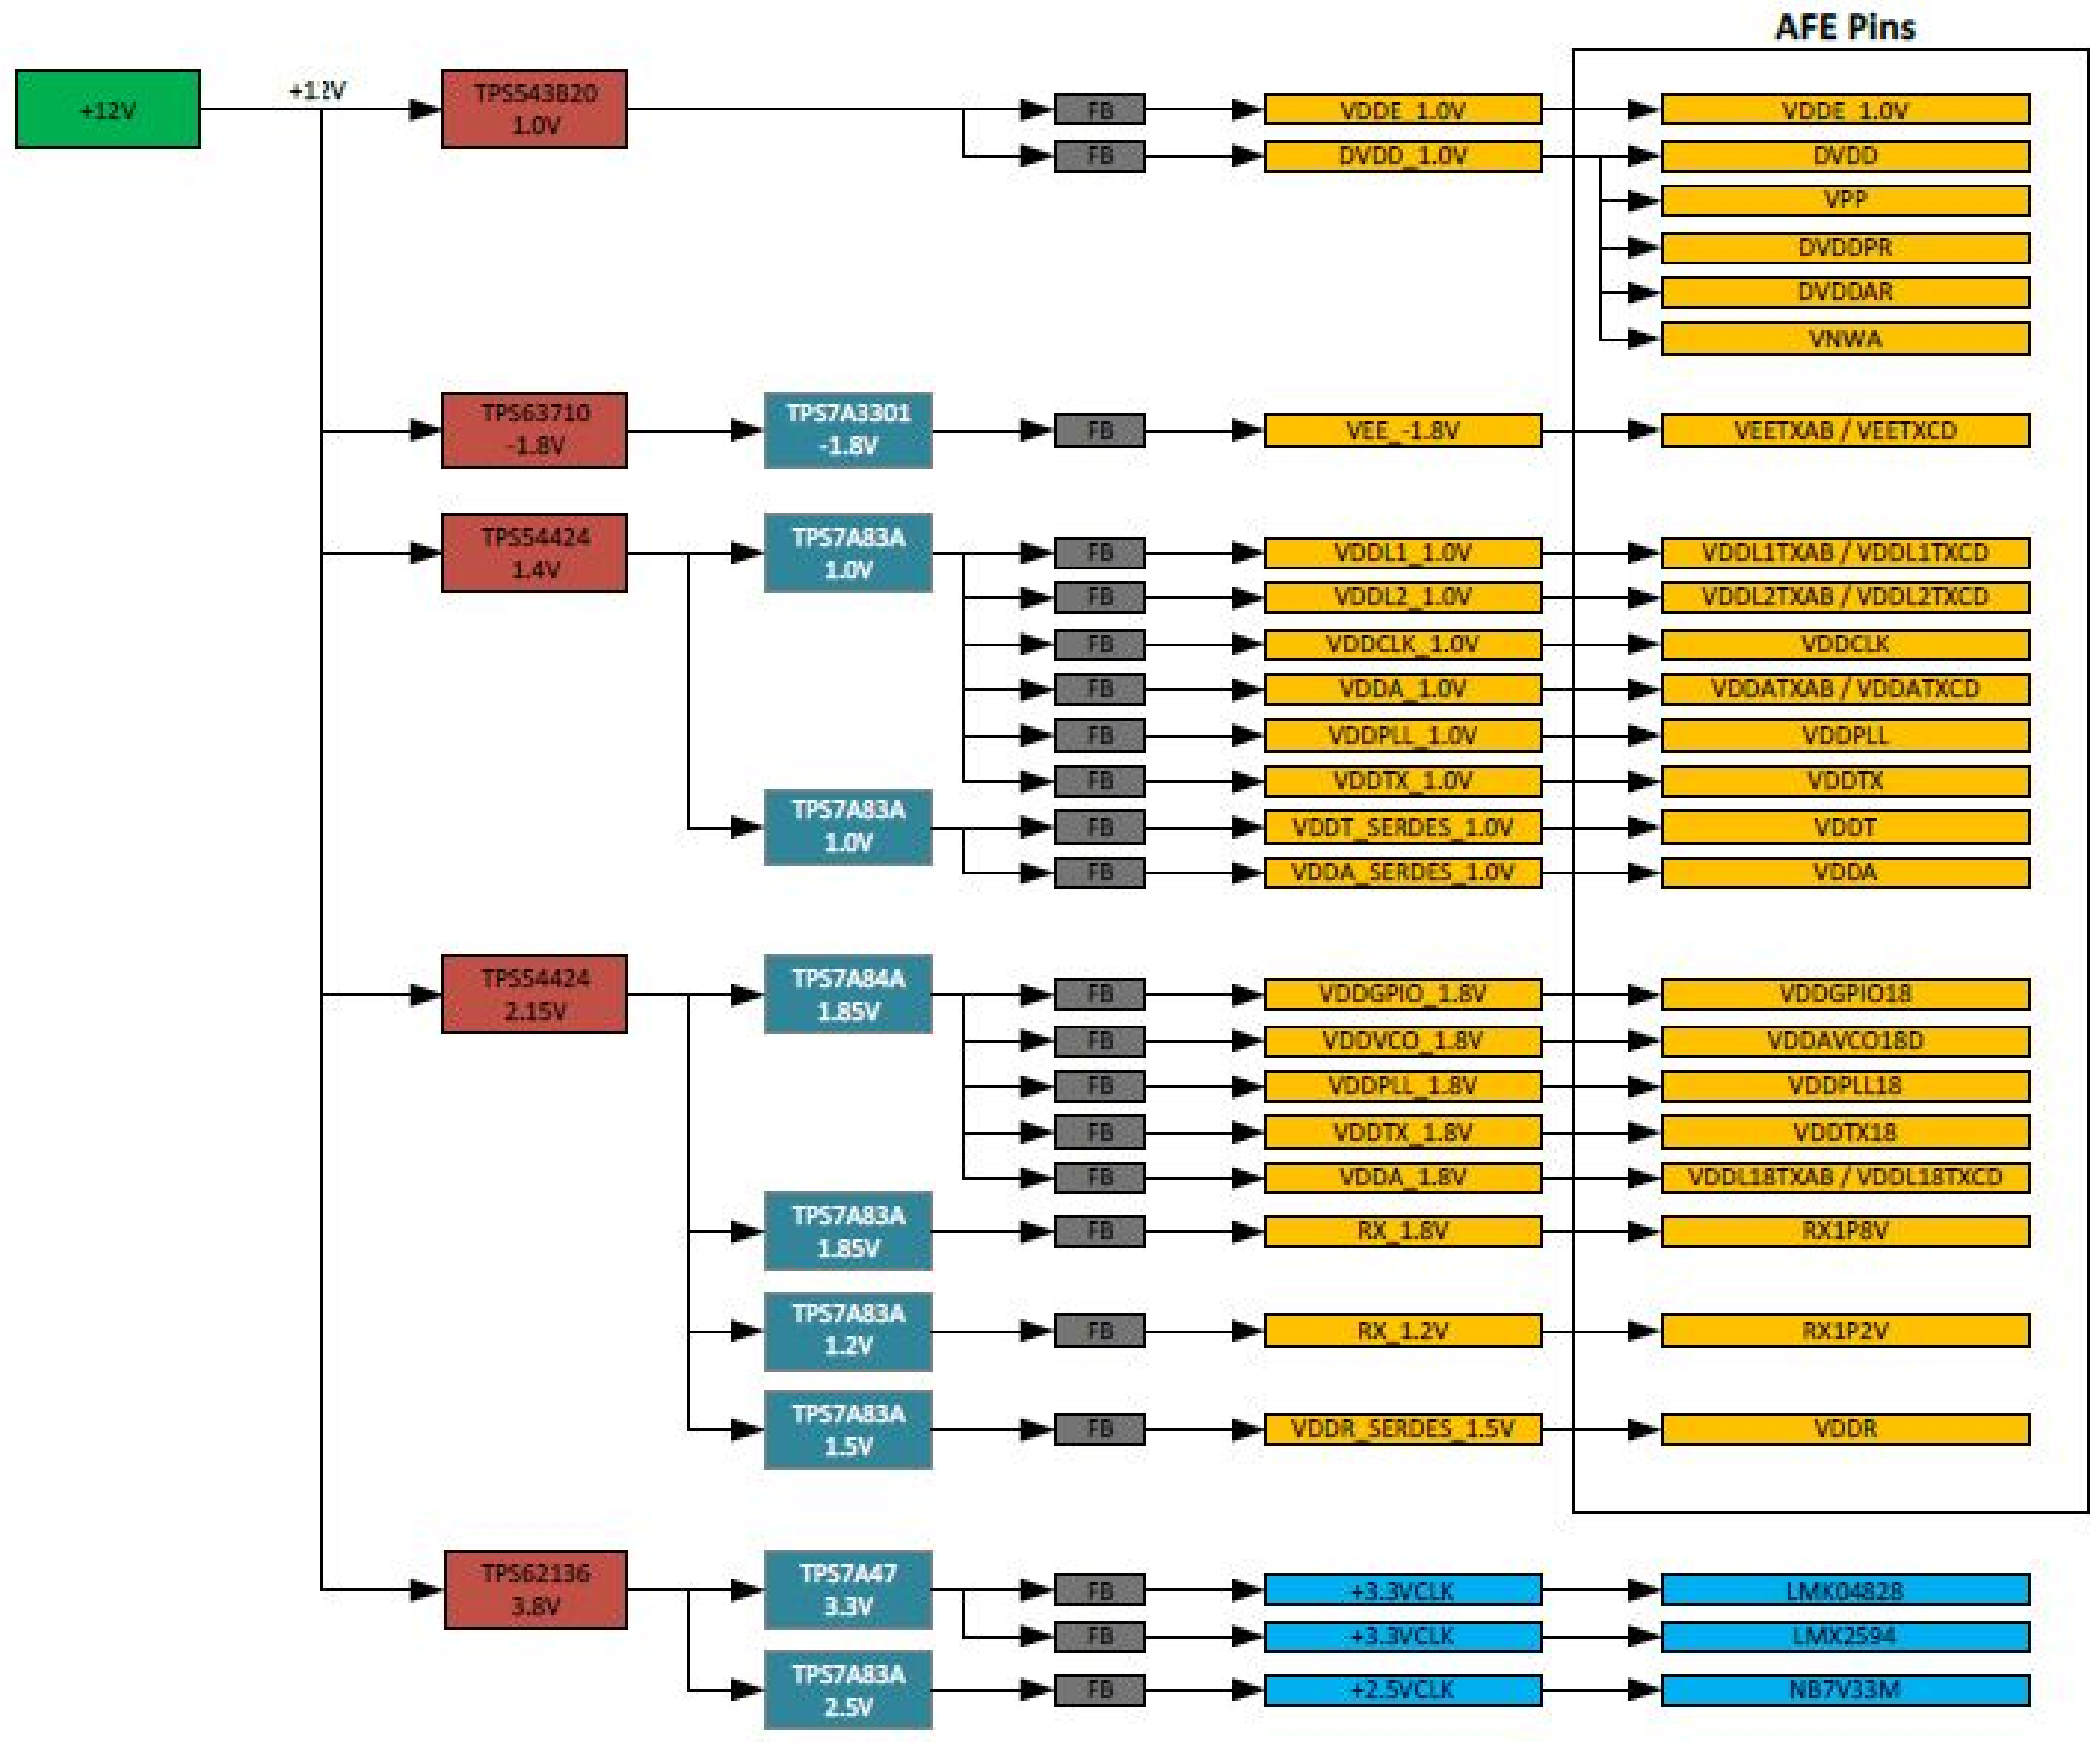 AFE Pins
+12V
+12V
TPS543B20
1.0V
FB
VDDE_1.0V
VDDE_1.0V
FB
DVDD_1.0V
DVDD
VPP
DVDDPR
DVDDAR
VNWA
TPS63710
-1.8V
TPS7A3301
-1.8V
FB
VEE_-1.8V
VEETXAB / VEETXCD
TPS54424
1.4V
TPS7A83A
1.0V
FB
VDDL1_1.0V
VDDL1TXAB / VDDL1TXCD
FB
VDDL2_1.0V
VDDL2TXAB / VDDL2TXCD
FB
VDDCLK_1.0V
VDDCLK
FB
VDDA_1.0V
VDDATXAB / VDDATXCD
FB
VDDPLL_1.0V
VDDPLL
FB
VDDTX_1.0V
VDDTX
TPS7A83A
1.0V
FB
VDDT_SERDES_1.0V
VDDT
FB
VDDA_SERDES_1.0V
VDDA
TPS54424
2.15V
TPS7A84A
1.85V
FB
VDDGPIO_1.8V
VDDGPIO18
FB
VDDVCO_1.8V
VDDAVCO18D
FB
VDDPLL_1.8V
VDDPLL18
FB
VDDTX_1.8V
VDDTX18
FB
VDDA_1.8V
VDDL18TXAB / VDDL18TXCD
TPS7A83A
1.85V
FB
RX_1.8V
RX1P8V
TPS7A83A
1.2V
FB
RX_1.2V
RX1P2V
TPS7A83A
1.5V
FB
VDDR_SERDES_1.5V
VDDR
TPS62136
3.8V
TPS7A47
3.3V
FB
+3.3VCLK
LMK04828
FB
+3.3VCLK
LMX2594
TPS7A83A
2.5V
FB
+2.5VCLK
NB7V33M